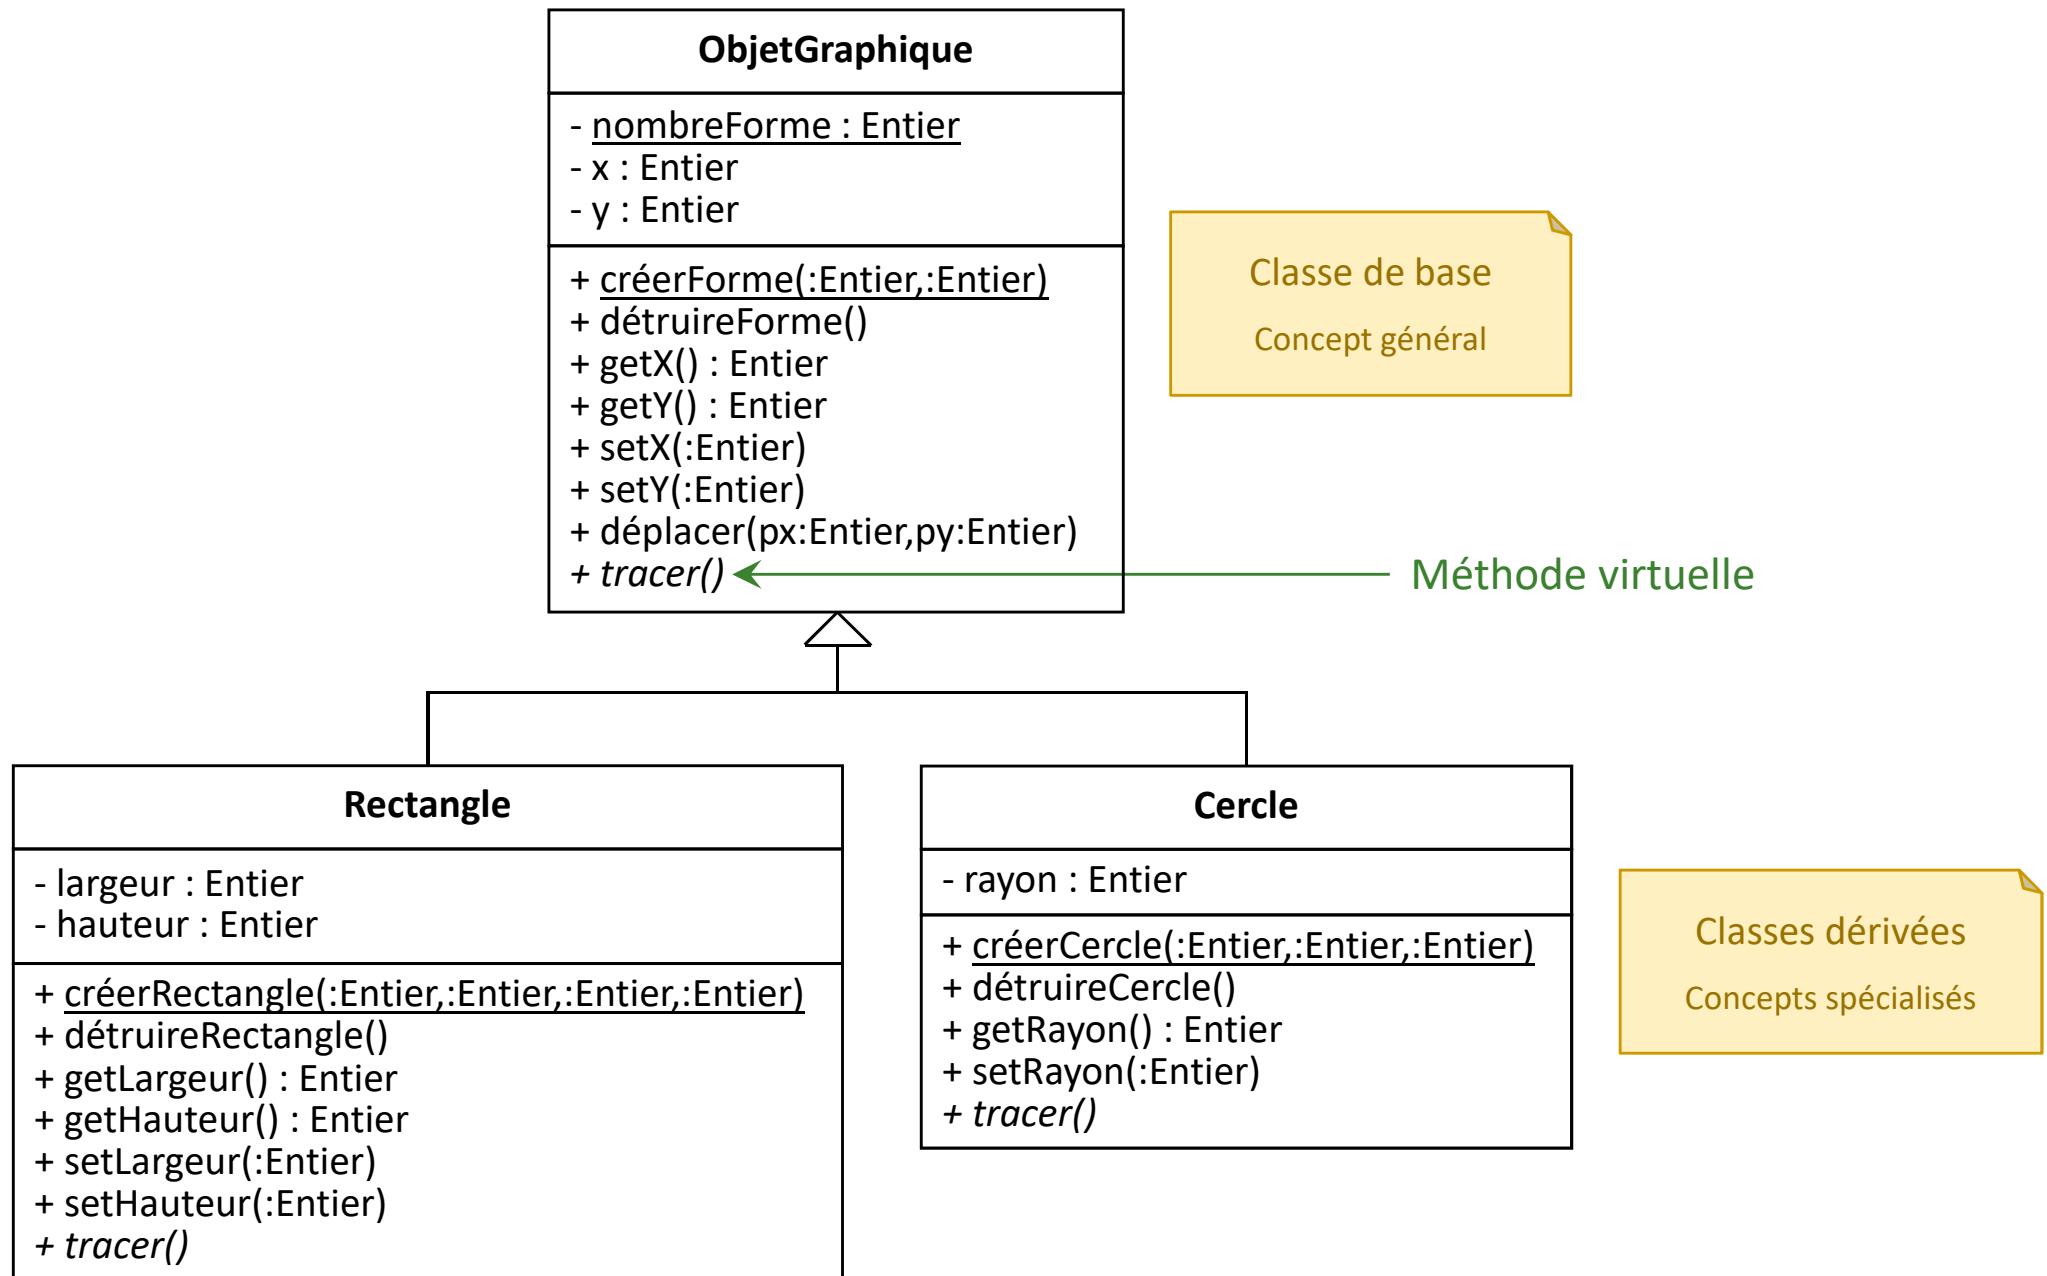 ObjetGraphique
- nombreForme : Entier
- x : Entier
- y : Entier
+ créerForme(:Entier,:Entier)
+ détruireForme()
+ getX() : Entier
+ getY() : Entier
+ setX(:Entier)
+ setY(:Entier)
+ déplacer(px:Entier,py:Entier)
+ tracer()
Classe de base
Concept général
Méthode virtuelle
Rectangle
- largeur : Entier
- hauteur : Entier
+ créerRectangle(:Entier,:Entier,:Entier,:Entier)
+ détruireRectangle()
+ getLargeur() : Entier
+ getHauteur() : Entier
+ setLargeur(:Entier)
+ setHauteur(:Entier)
+ tracer()
Cercle
- rayon : Entier
+ créerCercle(:Entier,:Entier,:Entier)
+ détruireCercle()
+ getRayon() : Entier
+ setRayon(:Entier)
+ tracer()
Classes dérivées
Concepts spécialisés